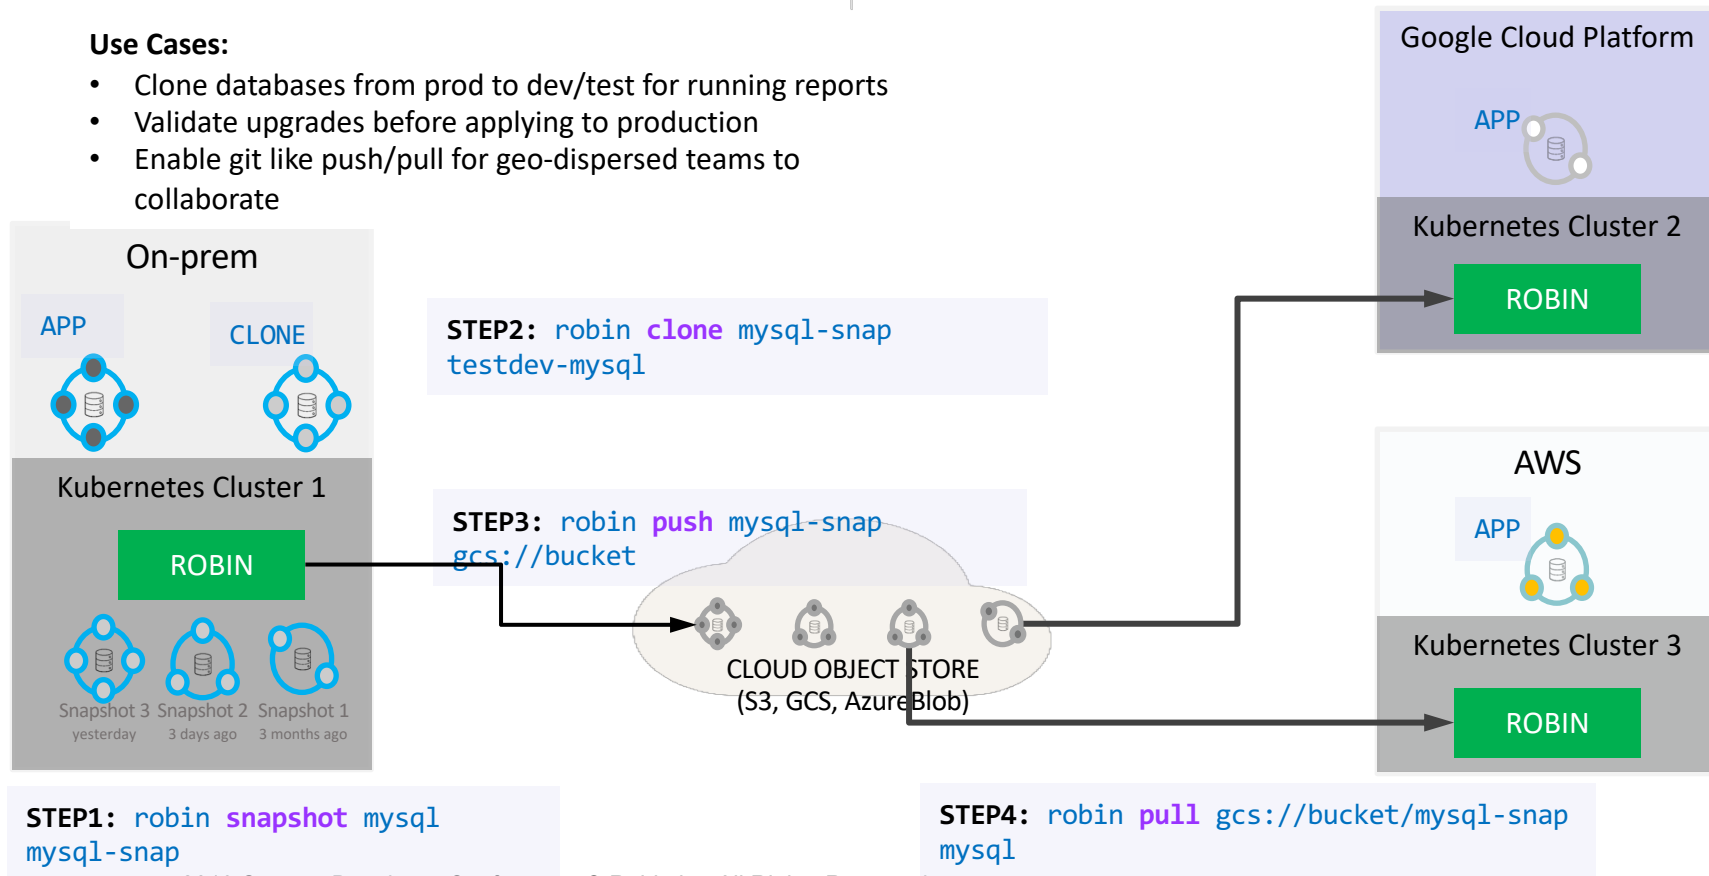 Use Cases:
• Clone databases from prod to dev/test for running reports
• Validate upgrades before applying to production
• Enable git like push/pull for geo-dispersed teams to
collaborate
Google Cloud Platform
APP
Kubernetes Cluster 2
ROBIN
On-prem
APP
CLONE
Kubernetes Cluster 1
ROBIN
Snapshot 3
yesterday
Snapshot 2
3 days ago
Snapshot 1
3 months ago
STEP2: robin clone mysql-snap
testdev-mysql
STEP3: robin push mysql-snap
gcs://bucket
CLOUD OBJECT STORE
(S3, GCS, AzureBlob)
AWS
APP
Kubernetes Cluster 3
ROBIN
STEP1: robin snapshot mysql
mysql-snap
STEP4: robin pull gcs://bucket/mysql-snap
mysql